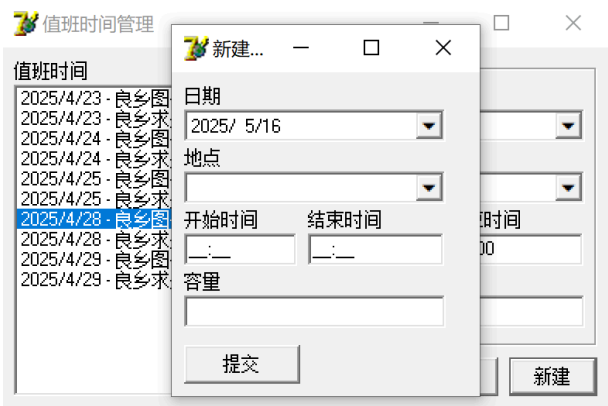 值班时间管理
值班时间
2025/4/23 - 良乡图
2025/4/23 - 良乡求
2025/4/24 - 良乡图
2025/4/24 - 良乡求
2025/4/25 - 良乡图
2025/4/25 - 良乡求
2025/4/28 - 良乡图
2025/4/28 - 良乡求
2025/4/29 - 良乡图
2025/4/29 - 良乡求
新建...
日期
2025/ 5/16
地点
开始时间 结束时间
__:__ __:__
容量
提交
时间
00
新建